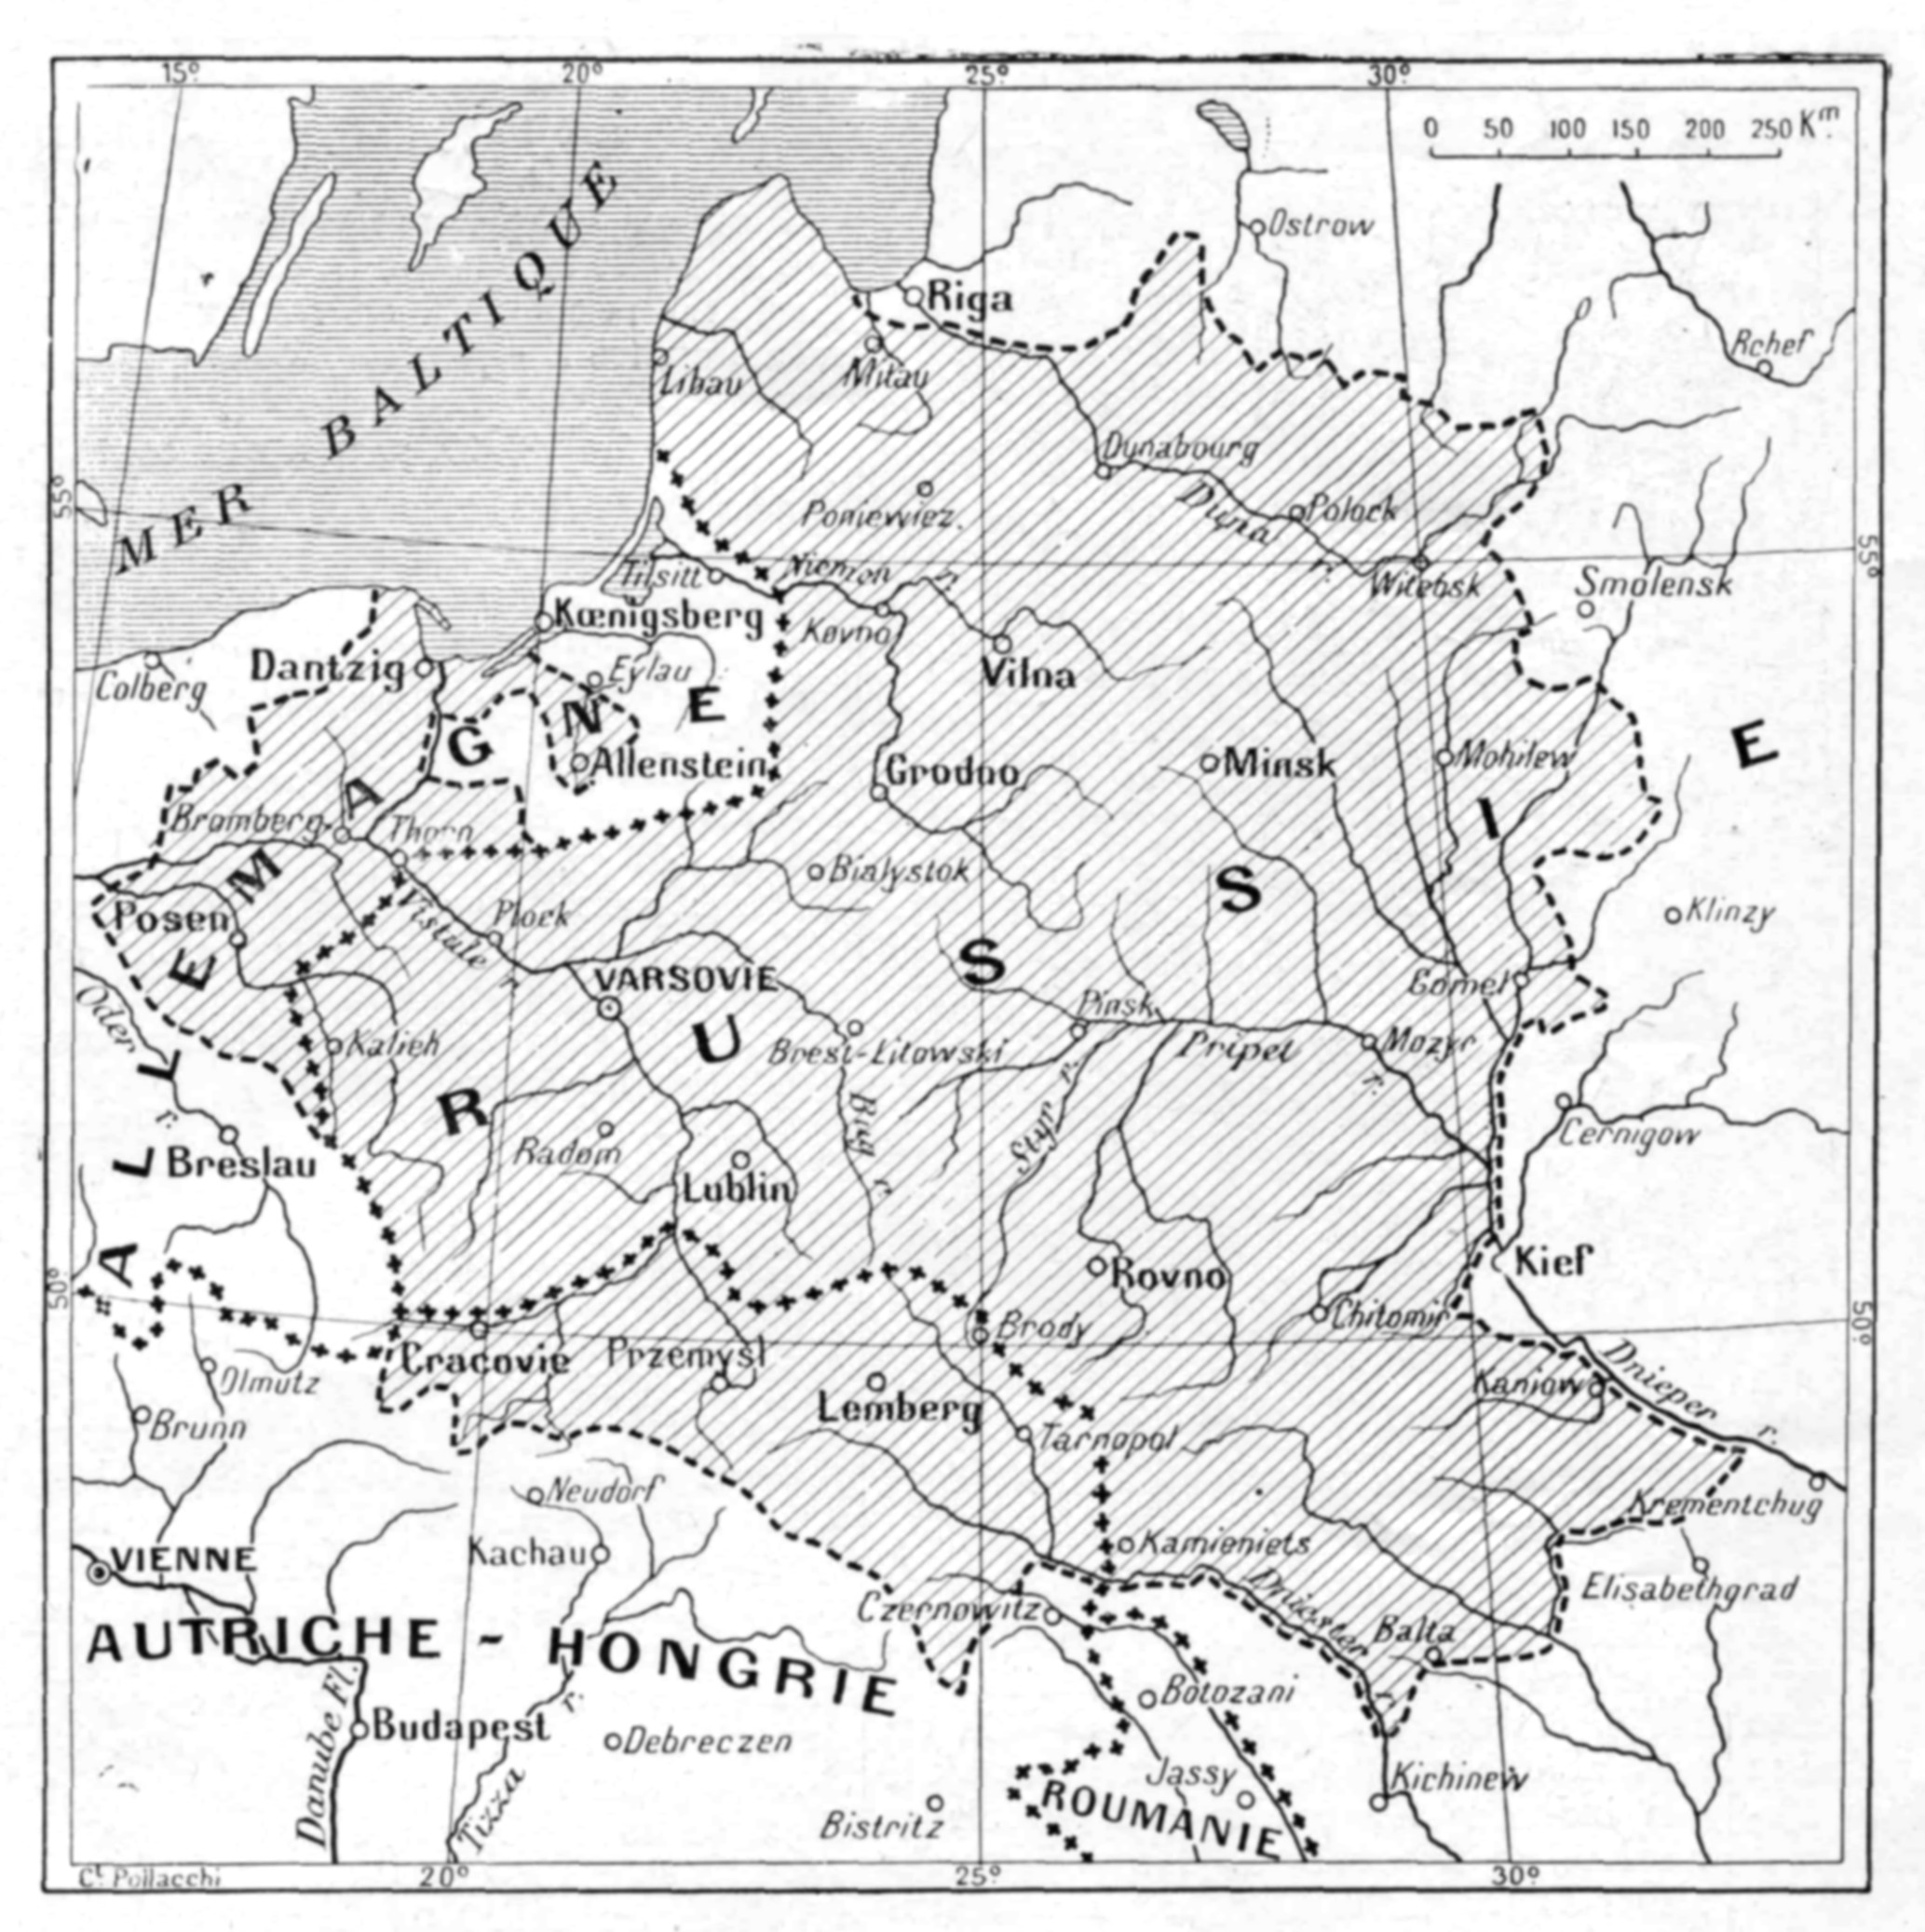 15° 20° 25° 30°
0 50 100 150 200 250 Km.
MER BALTIQUE
Ostrow
Riga
Rchef
Libau
Mitau
Dunabourg
55°
Poniewiez
Duna r.
Polock
55°
Tilsitt
Niemen R.
Witebsk
Smolensk
Kœnigsberg
Kovno
Dantzig
Eylau
Vilna
Colberg
ALLEMAGNE
Allenstein
Grodno
Minsk
Mohilew
RUSSIE
Bromberg
Thorn
Bialystok
Posen
Vistule r.
Plock
Klinzy
VARSOVIE
Gomel
Oder r.
Pinsk
Kalich
Brest-Litowski
Pripet r.
Mozyr
Bug r.
Styr r.
Radom
Cernigow
Breslau
Lublin
Kief
50°
Rovno
Chitomir
50°
Brody
Cracovie
Przemysl
Dnieper r.
Olmutz
Kaniow
Brunn
Lemberg
Tarnopol
Neudorf
Krementchug
VIENNE
Kachau
Kamieniets
Elisabethgrad
Czernowitz
Dniester
Balta
AUTRICHE-HONGRIE
Botozani
Danube Fl.
Budapest
Tizza r.
Debreczen
Jassy
Kichinew
Bistritz
ROUMANIE
Ct. Pollacchi
20° 25° 30°